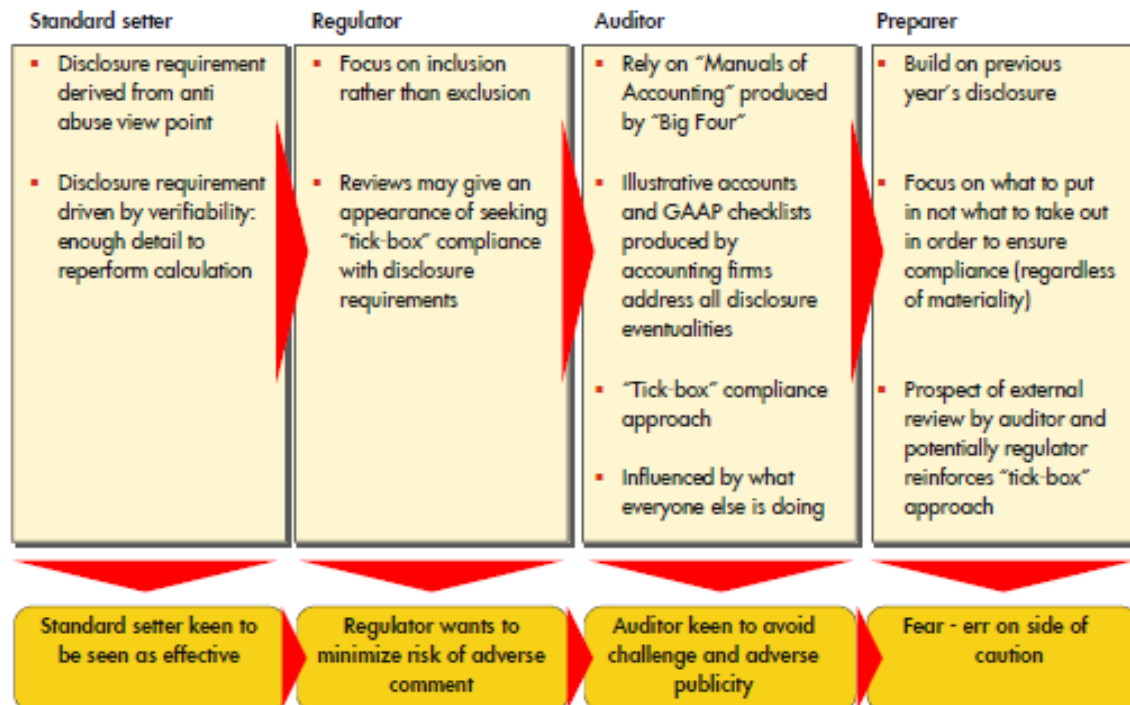 Standard setter
Disclosure requirement
derived from anti
abuse view point
Disclosure requirement
driven by verifiability:
enough detail to
reperform calculation
Standard setter keen to
be seen as effective
Regulator
Focus on inclusion
rather than exclusion
Reviews may give an
appearance of seeking
"tick-box" compliance
with disclosure
requirements
Regulator wants to
minimize risk of adverse
comment
Auditor
Rely on "Manuals of
Accounting" produced
by "Big Four"
Illustrative accounts
and GAAP checklists
produced by
accounting firms
address all disclosure
eventualities
"Tick-box" compliance
approach
Influenced by what
everyone else is doing
Auditor keen to avoid
challenge and adverse
publicity
Preparer
Build on previous
year's disclosure
Focus on what to put
in not what to take out
in order to ensure
compliance (regardless
of materiality)
Prospect of external
review by auditor and
potentially regulator
reinforces "tick-box"
approach
Fear - err on side of
caution